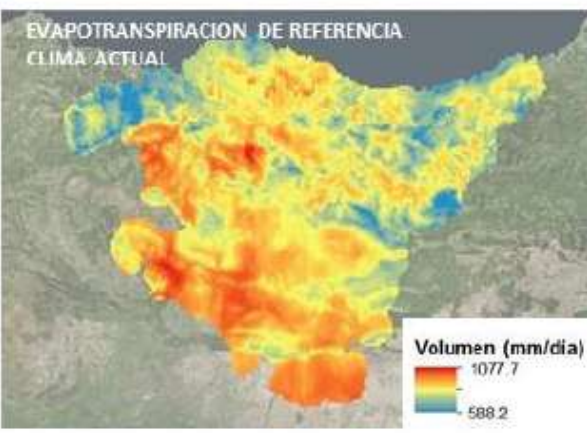 EVAPOTRANSPIRACION DE REFERENCIA
CLIMA ACTUAL
Volumen (mm/dia)
1077.7
588.2